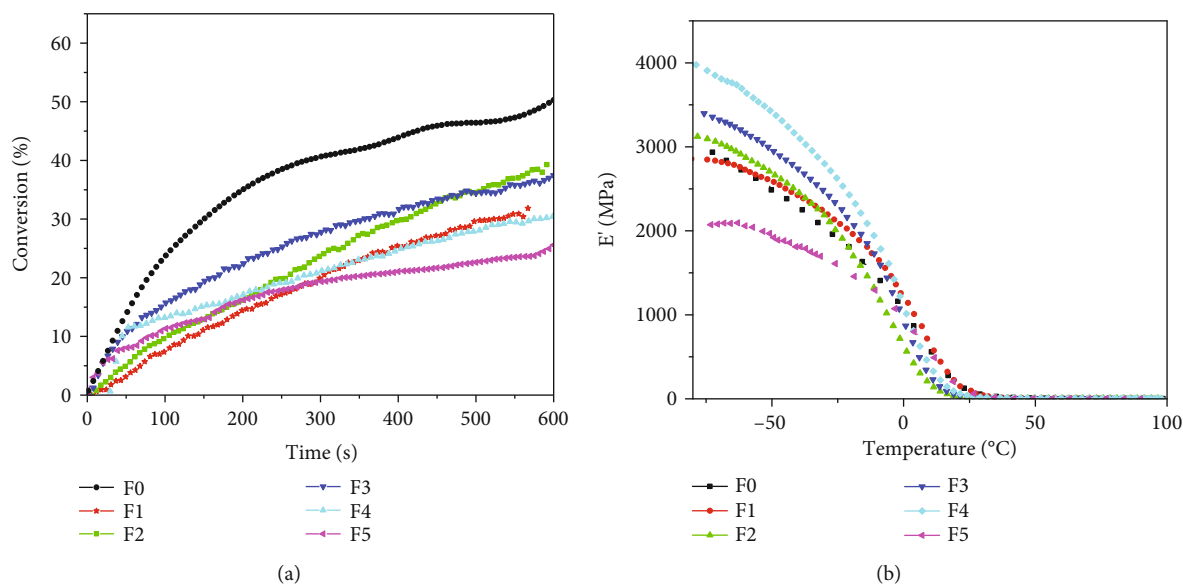 60
50
40
30
20
10
0
Conversion (%)
0 100 200 300 400 500 600
Time (s)
F0 F3
F1 F4
F2 F5
(a)
4000
3000
2000
1000
0
E' (MPa)
–50 0 50 100
Temperature (°C)
F0 F3
F1 F4
F2 F5
(b)